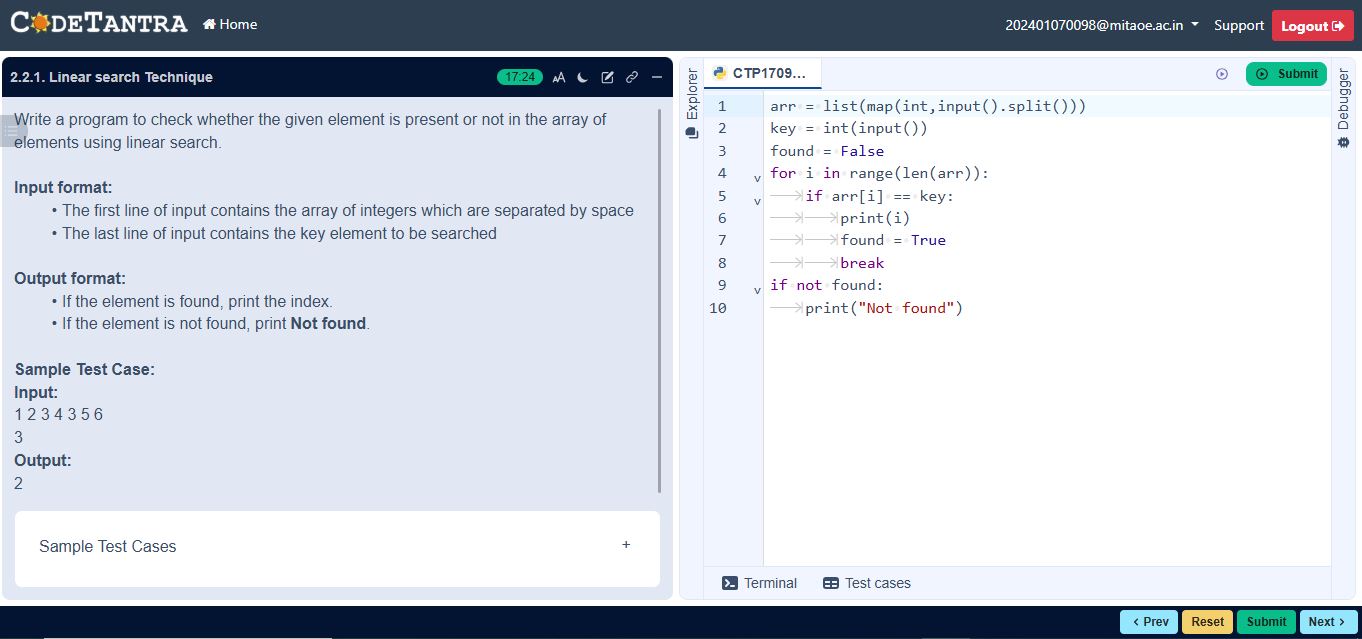 CODETANTRA Home 202401070098@mitaoe.ac.in Support Logout
2.2.1. Linear search Technique 17:24 AA
Write a program to check whether the given element is present or not in the array of
elements using linear search.
Input format:
• The first line of input contains the array of integers which are separated by space
• The last line of input contains the key element to be searched
Output format:
• If the element is found, print the index.
• If the element is not found, print Not found.
Sample Test Case:
Input:
1 2 3 4 3 5 6
3
Output:
2
Sample Test Cases +
Explorer
CTP1709...
Submit
1 arr = list(map(int,input().split()))
2 key = int(input())
3 found = False
4 for i in range(len(arr)):
5 if arr[i] == key:
6 print(i)
7 found = True
8 break
9 if not found:
10 print("Not found")
Debugger
Terminal Test cases
< Prev Reset Submit Next >